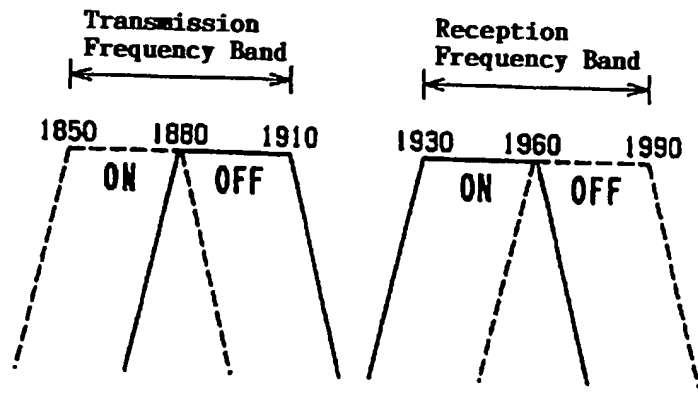 Transmission
Frequency Band
Reception
Frequency Band
1850 1880 1910
1930 1960 1990
ON OFF
ON OFF